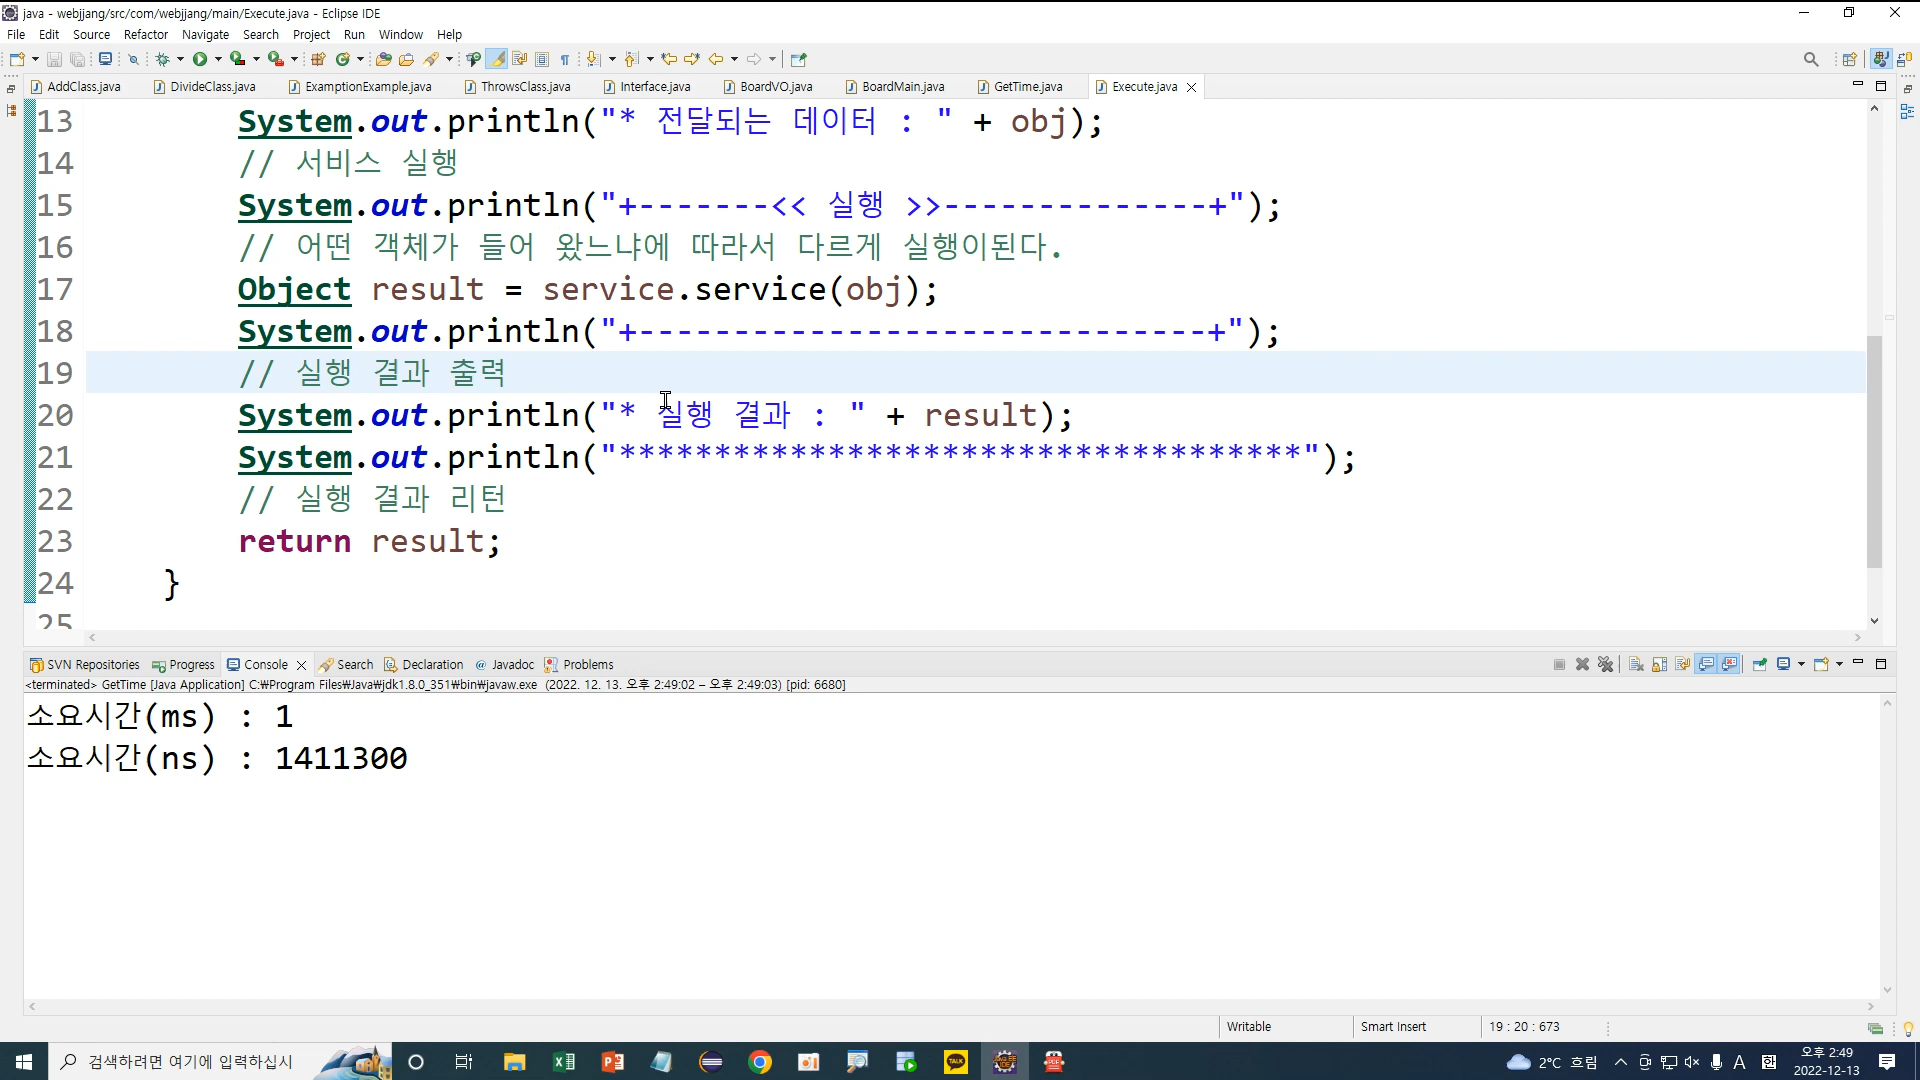 java - webjjang/src/com/webjjang/main/Execute.java - Eclipse IDE
File Edit Source Refactor Navigate Search Project Run Window Help
AddClass.java DivideClass.java ExamptionExample.java ThrowsClass.java Interface.java BoardVO.java BoardMain.java GetTime.java Execute.java
13 System.out.println("* 전달되는 데이터 : " + obj);
14 // 서비스 실행
15 System.out.println("+-------<< 실행 >>--------------+");
16 // 어떤 객체가 들어 왔느냐에 따라서 다르게 실행이된다.
17 Object result = service.service(obj);
18 System.out.println("+------------------------------+");
19 // 실행 결과 출력
20 System.out.println("* 실행 결과 : " + result);
21 System.out.println("************************************");
22 // 실행 결과 리턴
23 return result;
24 }
25
SVN Repositories Progress Console Search Declaration @ Javadoc Problems
<terminated> GetTime [Java Application] C:₩Program Files₩Java₩jdk1.8.0_351₩bin₩javaw.exe (2022. 12. 13. 오후 2:49:02 – 오후 2:49:03) [pid: 6680]
소요시간(ms) : 1
소요시간(ns) : 1411300
Writable Smart Insert 19 : 20 : 673
검색하려면 여기에 입력하십시 TALK 2°C 흐림 A 한 오후 2:49
2022-12-13